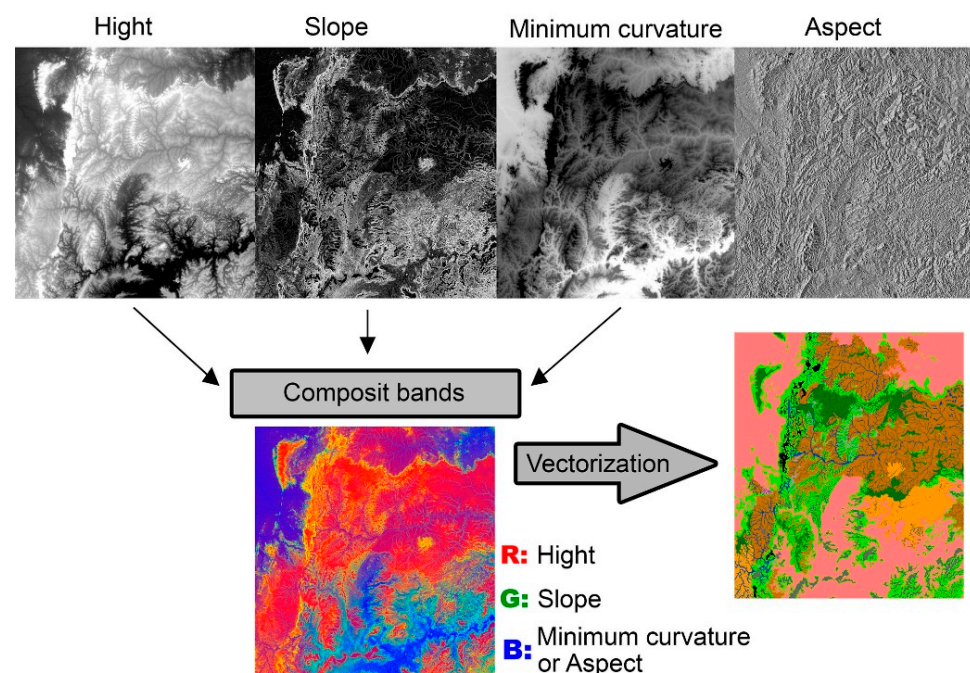 Hight
Slope
Minimum curvature
Aspect
Composit bands
Vectorization
R: Hight
G: Slope
B: Minimum curvature
or Aspect